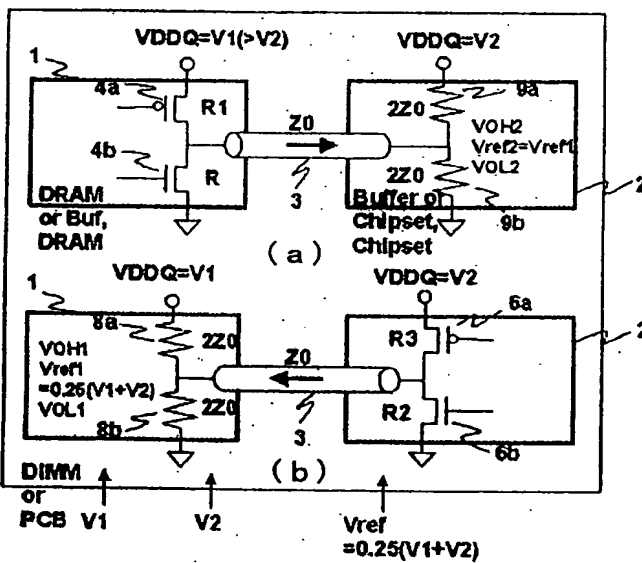 VDDQ=V1(>V2)
VDDQ=V2
1
4a
R1
Z0
2Z0
9a
4b
R
VOH2
Vref2=Vref1
VOL2
2Z0
DRAM
or Buf,
DRAM
3
Buffer or
Chipset,
Chipset
9b
2
(a)
VDDQ=V1
VDDQ=V2
1
8a
2Z0
VOH1
Vref1
=0.25(V1+V2)
VOL1
2Z0
8b
Z0
3
R3
6a
R2
6b
2
(b)
DIMM
or
PCB
V1
V2
Vref
=0.25(V1+V2)